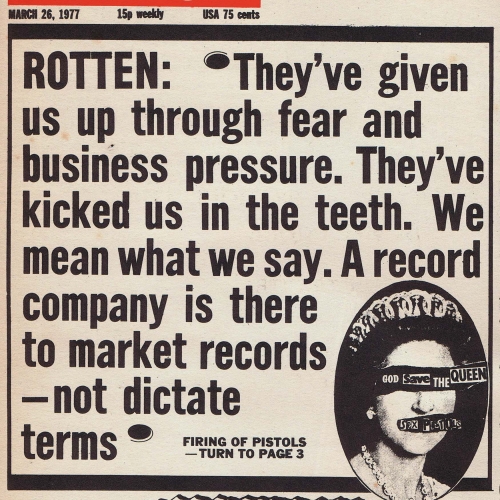 MARCH 26, 1977 15p weekly USA 75 cents
ROTTEN: “They’ve given
us up through fear and
business pressure. They’ve
kicked us in the teeth. We
mean what we say. A record
company is there
to market records
—not dictate
terms”
FIRING OF PISTOLS
—TURN TO PAGE 3
GOD Save THE QUEEN
SEX PISTOLS